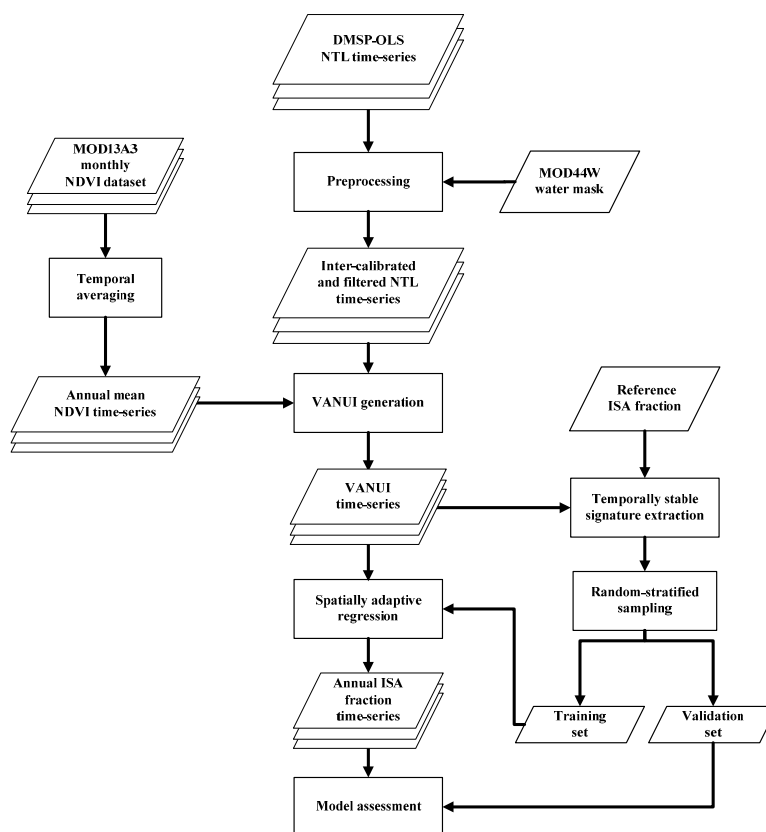 DMSP-OLS
NTL time-series
MOD13A3
monthly
NDVI dataset
Preprocessing
MOD44W
water mask
Temporal
averaging
Inter-calibrated
and filtered NTL
time-series
Annual mean
NDVI time-series
VANUI generation
Reference
ISA fraction
VANUI
time-series
Temporally stable
signature extraction
Spatially adaptive
regression
Random-stratified
sampling
Annual ISA
fraction
time-series
Training
set
Validation
set
Model assessment